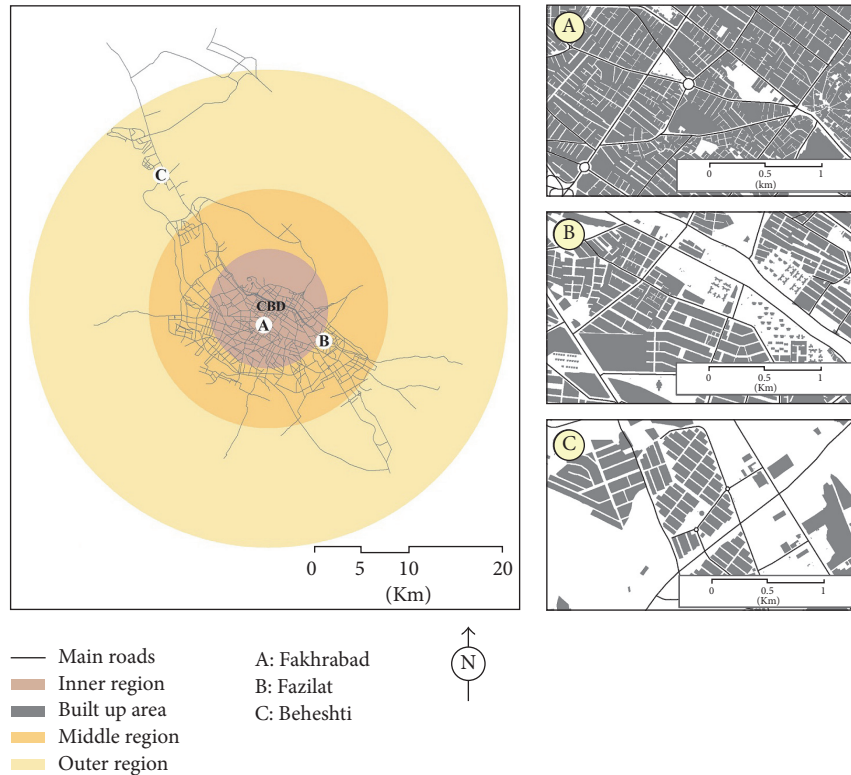 C
CBD
A
B
0 5 10 20
(Km)
A
0 0.5 1
(km)
B
0 0.5 1
(Km)
C
0 0.5 1
(Km)
Main roads
Inner region
Built up area
Middle region
Outer region
A: Fakhrabad
B: Fazilat
C: Beheshti
N